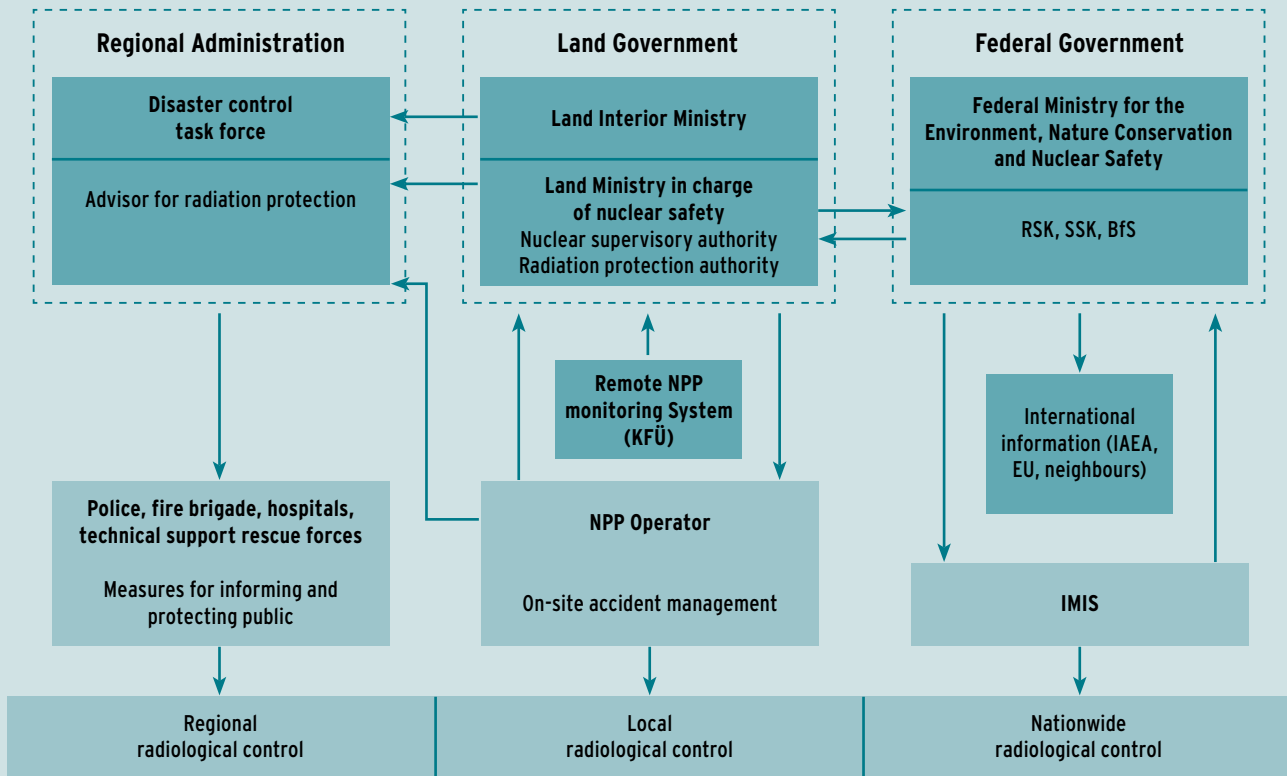 Regional Administration
Disaster control
task force
Advisor for radiation protection
Land Government
Land Interior Ministry
Land Ministry in charge
of nuclear safety
Nuclear supervisory authority
Radiation protection authority
Federal Government
Federal Ministry for the
Environment, Nature Conservation
and Nuclear Safety
RSK, SSK, BfS
Remote NPP
monitoring System
(KFÜ)
International
information (IAEA,
EU, neighbours)
Police, fire brigade, hospitals,
technical support rescue forces
Measures for informing and
protecting public
NPP Operator
On-site accident management
IMIS
Regional
radiological control
Local
radiological control
Nationwide
radiological control